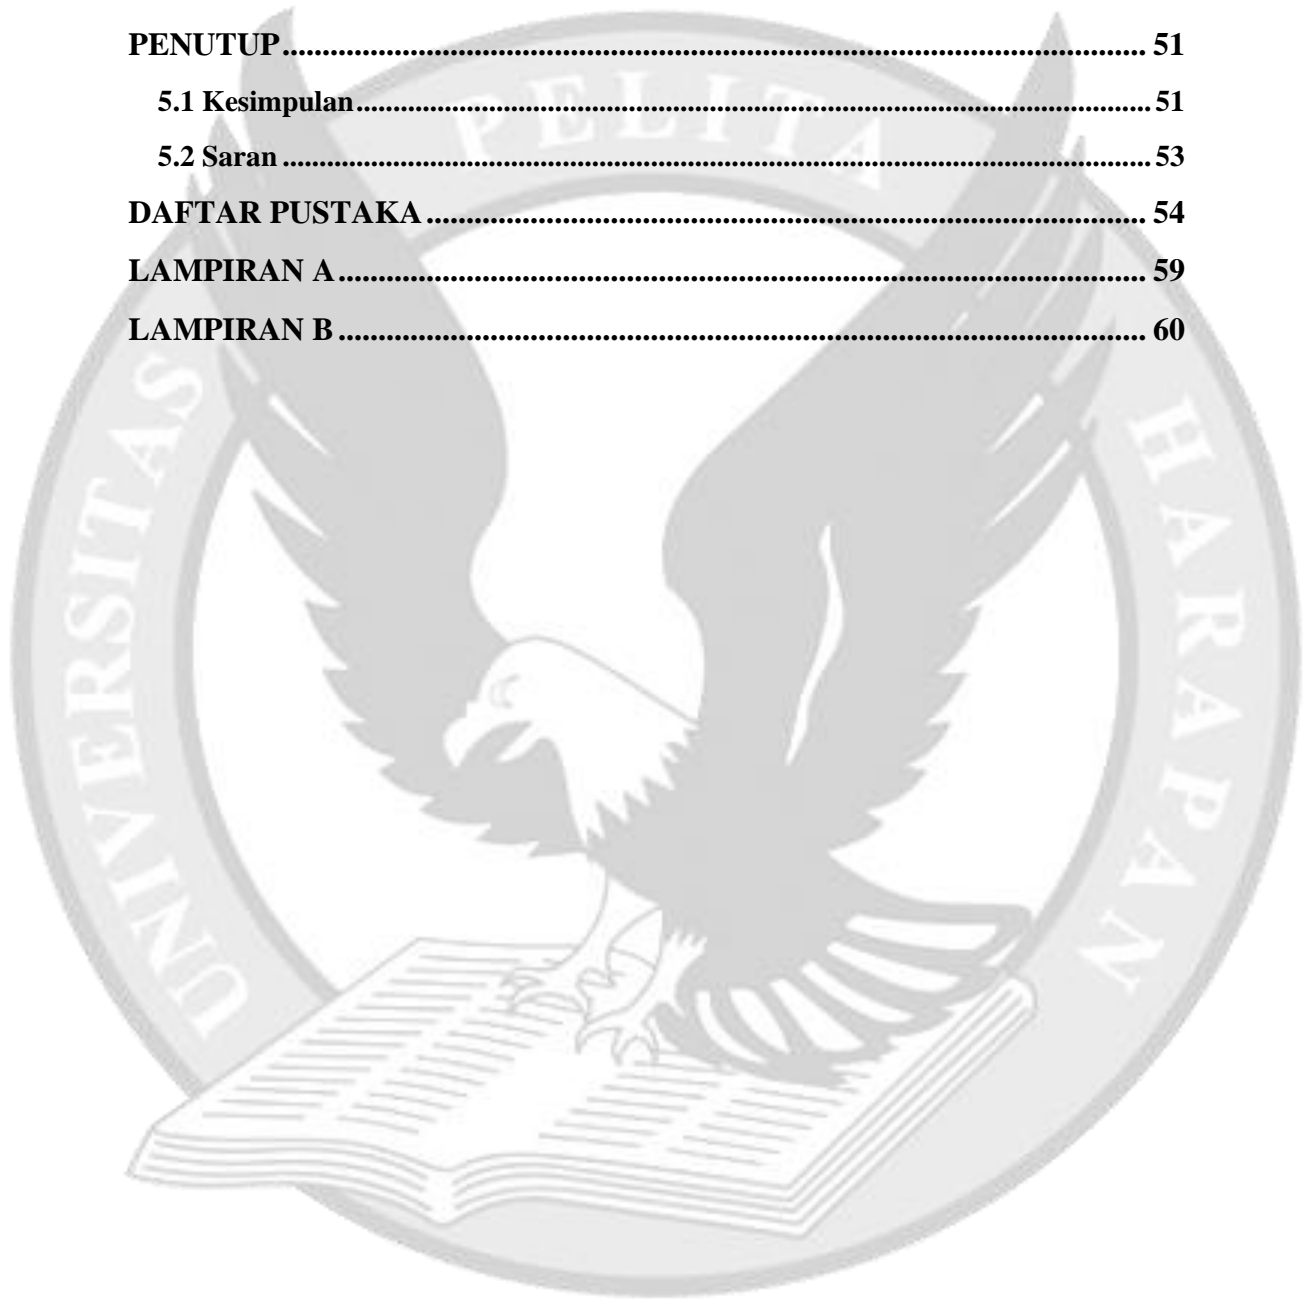 PENUTUP............................................................................................................ 51
5.1 Kesimpulan..................................................................................................... 51
5.2 Saran ............................................................................................................... 53
DAFTAR PUSTAKA .......................................................................................... 54
LAMPIRAN A ..................................................................................................... 59
LAMPIRAN B ..................................................................................................... 60
UNIVERSITAS PELITA HARAPAN